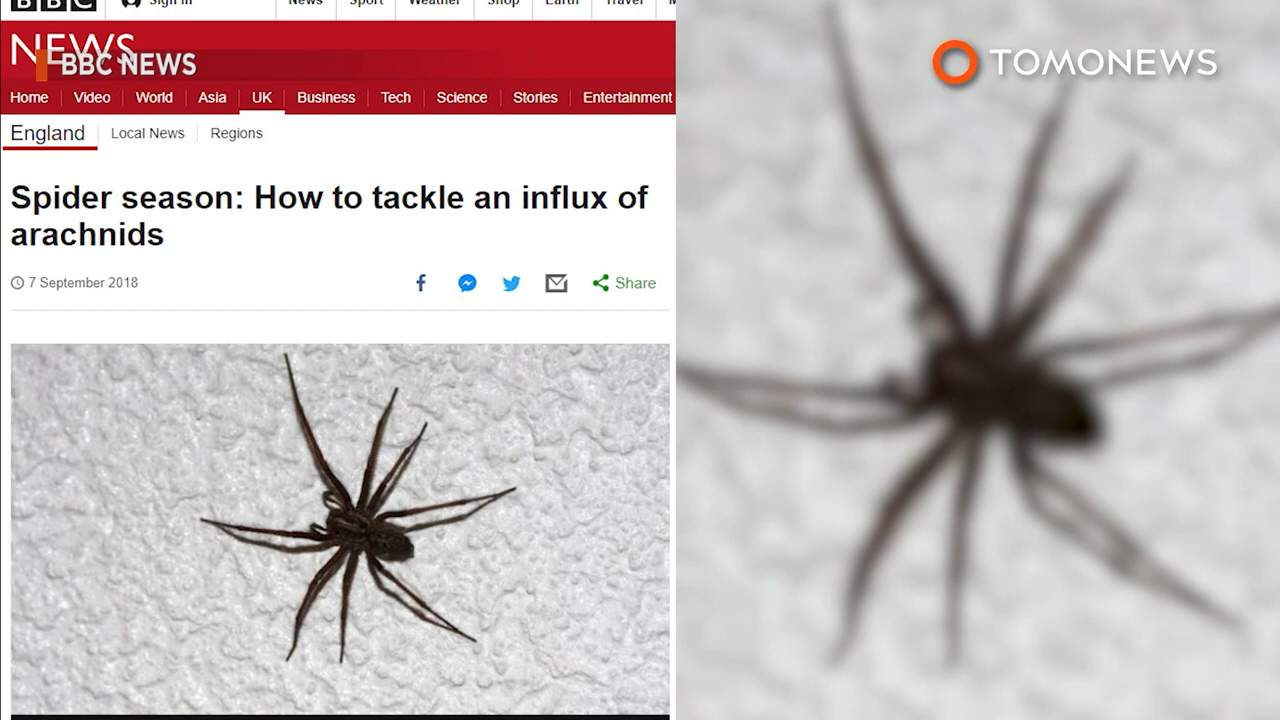 BBC
Sign in
News
Sport
Weather
Shop
Earth
Travel
NEWS
BBC NEWS
TOMONEWS
Home
Video
World
Asia
UK
Business
Tech
Science
Stories
Entertainment
England
Local News
Regions
Spider season: How to tackle an influx of
arachnids
7 September 2018
Share